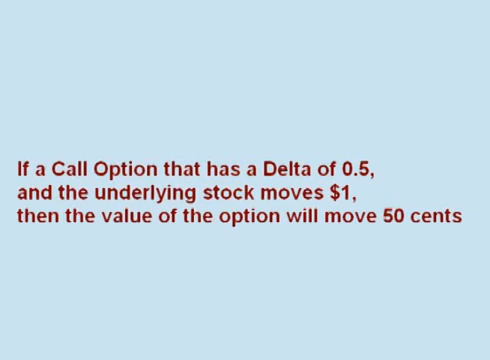 If a Call Option that has a Delta of 0.5,
and the underlying stock moves $1,
then the value of the option will move 50 cents